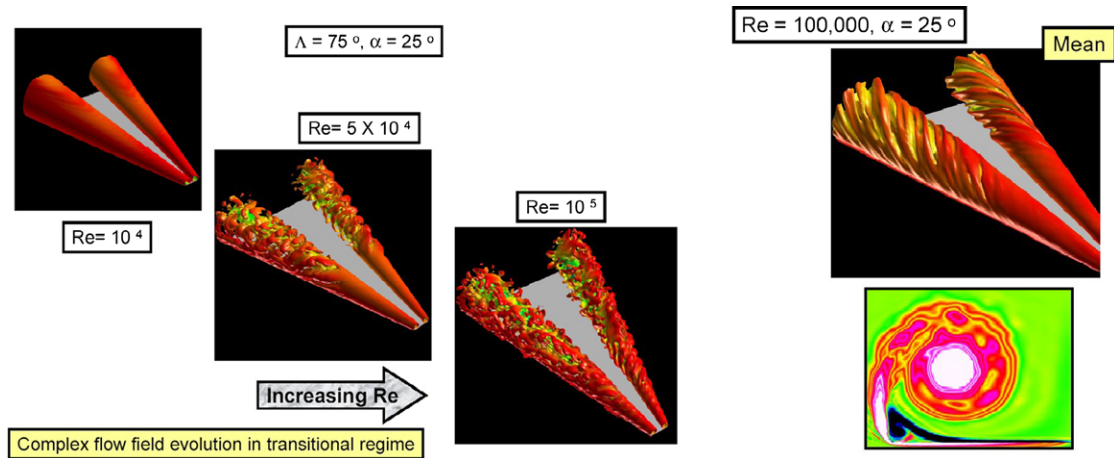 Λ = 75 º, α = 25 º
Re = 100,000, α = 25 º
Mean
Re= 5 X 10 ⁴
Re= 10 ⁵
Re= 10 ⁴
Increasing Re
Complex flow field evolution in transitional regime